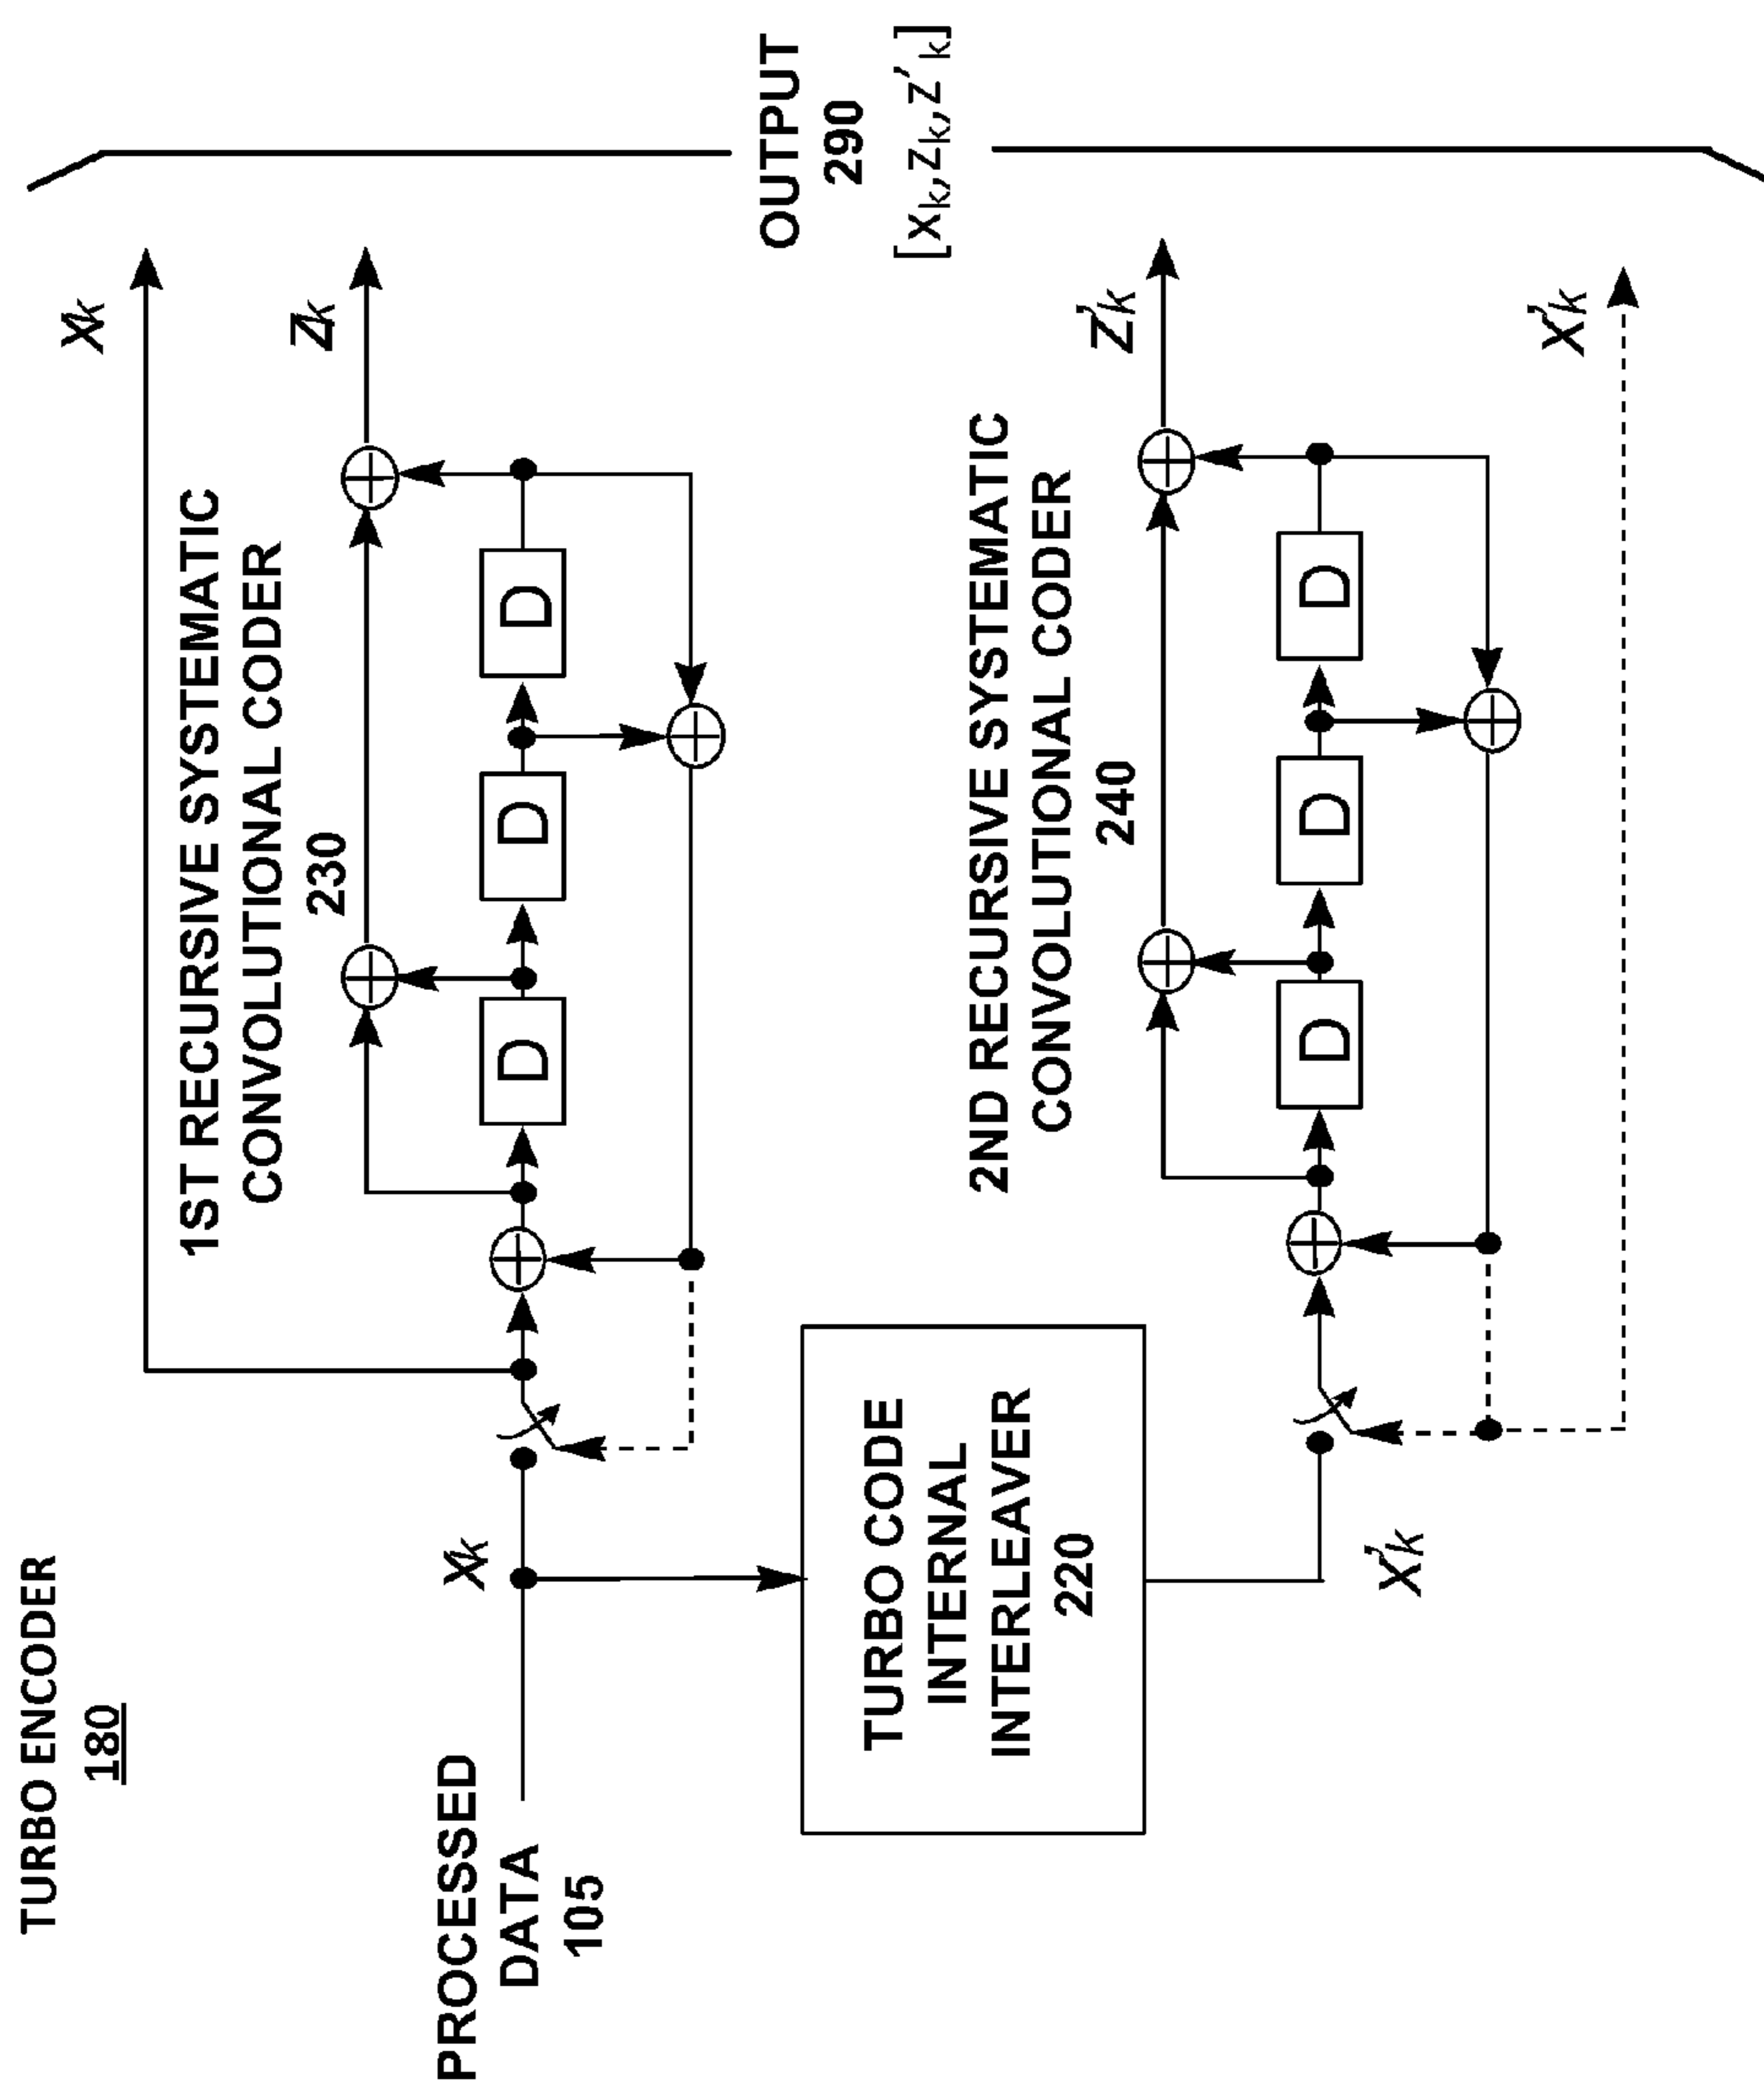 TURBO ENCODER
180
Xk
1ST RECURSIVE SYSTEMATIC
CONVOLUTIONAL CODER
230
Zk
PROCESSED
DATA
105
Xk
D
D
D
TURBO CODE
INTERNAL
INTERLEAVER
220
OUTPUT
290
[Xk,Zk,Z'k]
2ND RECURSIVE SYSTEMATIC
CONVOLUTIONAL CODER
240
Z'k
D
D
D
X'k
X'k